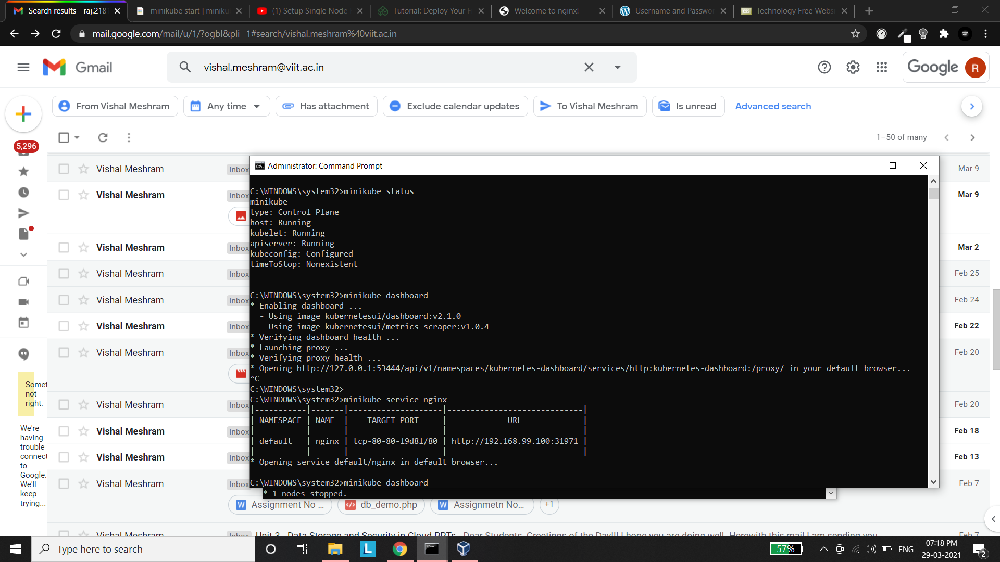 Search results - raj.218
minikube start | miniku
(1) Setup Single Node
Tutorial: Deploy Your F
Welcome to nginx!
Username and Passwo
Technology Free Webs
mail.google.com/mail/u/1/?ogbl&pli=1#search/vishal.meshram%40viit.ac.in
Gmail
vishal.meshram@viit.ac.in
Google
R
From Vishal Meshram
Any time
Has attachment
Exclude calendar updates
To Vishal Meshram
Is unread
Advanced search
5,296
1–50 of many
Vishal Meshram Inbox Mar 9
Vishal Meshram Inbox Mar 9
Vishal Meshram Inbox Mar 2
Vishal Meshram Inbox Feb 25
Vishal Meshram Inbox Feb 24
Vishal Meshram Inbox Feb 22
Vishal Meshram Inbox Feb 20
Vishal Meshram Inbox Feb 20
Vishal Meshram Inbox Feb 18
Vishal Meshram Inbox Feb 13
Vishal Meshram Inbox Feb 7
W Assignment No ...
db_demo.php
W Assignmetn No...
+1
Vishal Meshram Inbox Unit 3 - Data Storage and Security in Cloud PPTs - Dear Students, Greetings of the Day!!! I hope you are doing well. Herewith this mail I am sending you Feb 7
Somet
not
right.
We're
having
trouble
connect
to
Google.
We'll
keep
trying...
Administrator: Command Prompt
C:\WINDOWS\system32>minikube status
minikube
type: Control Plane
host: Running
kubelet: Running
apiserver: Running
kubeconfig: Configured
timeToStop: Nonexistent
C:\WINDOWS\system32>minikube dashboard
* Enabling dashboard ...
- Using image kubernetesui/dashboard:v2.1.0
- Using image kubernetesui/metrics-scraper:v1.0.4
* Verifying dashboard health ...
* Launching proxy ...
* Verifying proxy health ...
* Opening http://127.0.0.1:53444/api/v1/namespaces/kubernetes-dashboard/services/http:kubernetes-dashboard:/proxy/ in your default browser...
^C
C:\WINDOWS\system32>
C:\WINDOWS\system32>minikube service nginx
|-----------|-------|--------------------|-----------------------------|
| NAMESPACE | NAME | TARGET PORT | URL |
|-----------|-------|--------------------|-----------------------------|
| default | nginx | tcp-80-80-l9d8l/80 | http://192.168.99.100:31971 |
|-----------|-------|--------------------|-----------------------------|
* Opening service default/nginx in default browser...
C:\WINDOWS\system32>minikube dashboard
* 1 nodes stopped.
Type here to search
L
57%
ENG
07:18 PM
29-03-2021
2